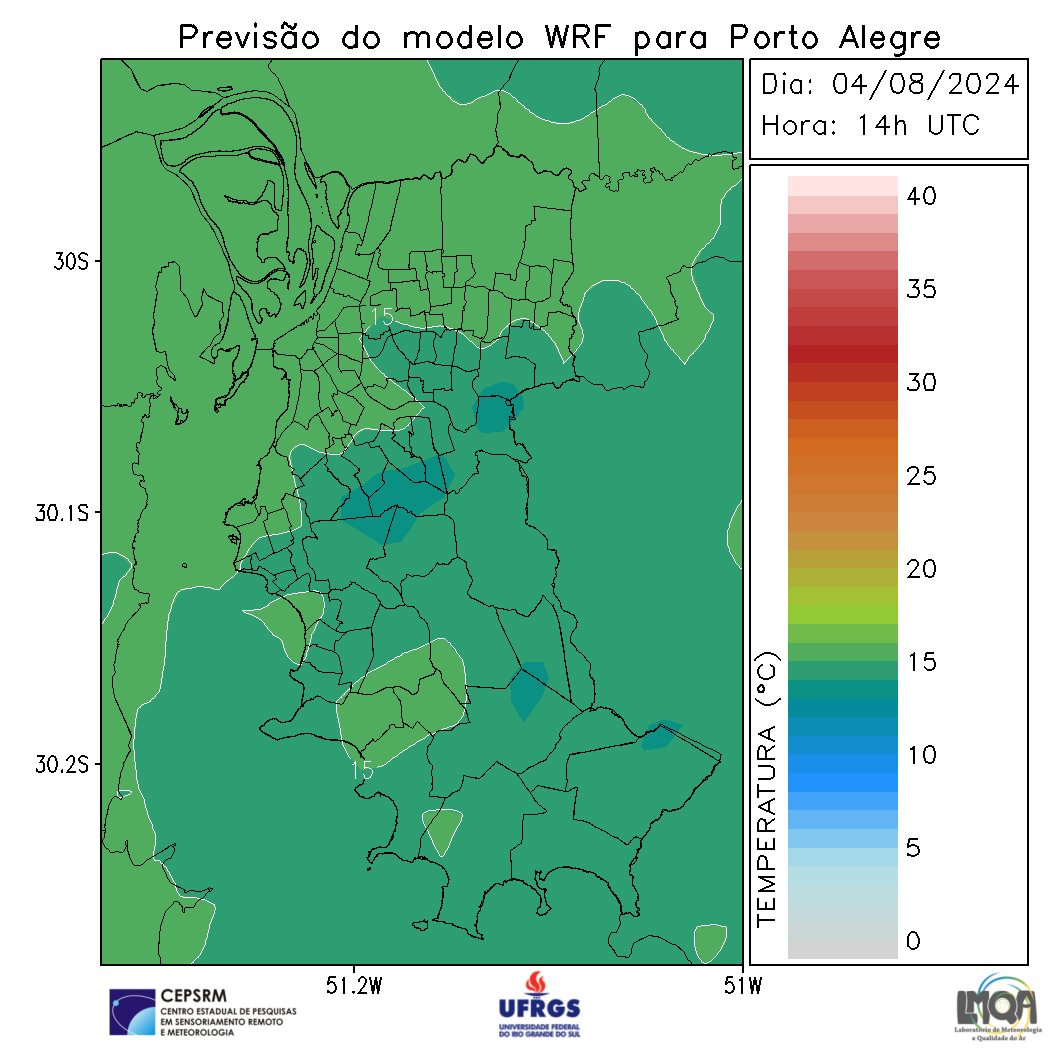 Previsão do modelo WRF para Porto Alegre
Dia: 04/08/2024
Hora: 14h UTC
40
35
30
25
20
15
10
5
0
TEMPERATURA (°C)
30S
30.1S
30.2S
15
15
51.2W
51W
CEPSRM
CENTRO ESTADUAL DE PESQUISAS
EM SENSORIAMENTO REMOTO
E METEOROLOGIA
UFRGS
UNIVERSIDADE FEDERAL
DO RIO GRANDE DO SUL
LMQA
Laboratório de Meteorologia
e Qualidade do Ar